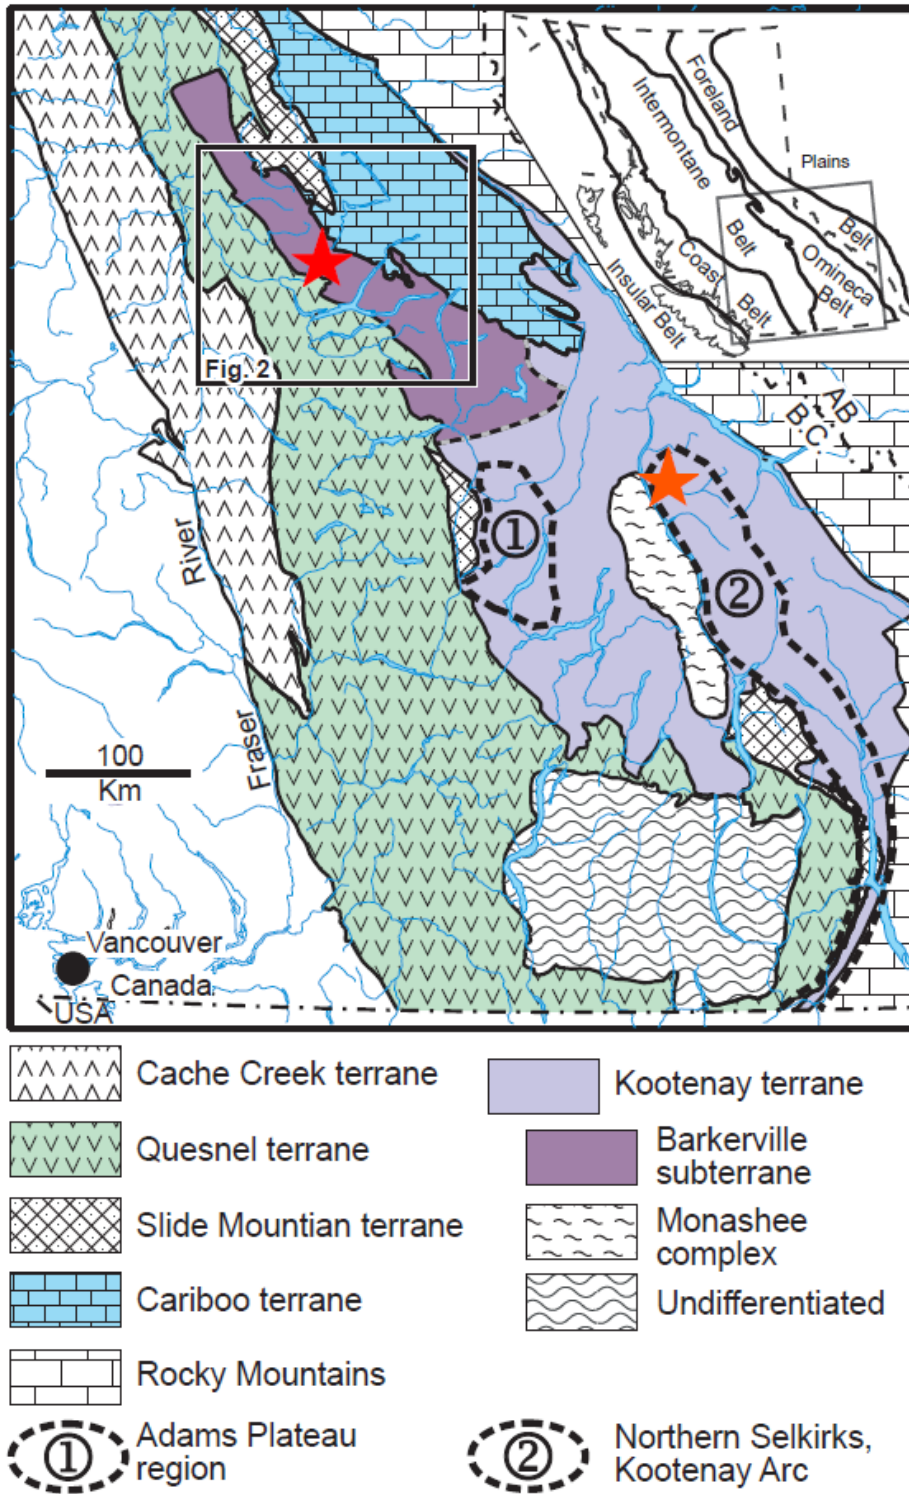 Foreland
Intermontane
Plains
Belt
Belt
Omineca
Belt
Coast
Belt
Insular Belt
Fig. 2
AB
B.C.
1
2
River
Fraser
100
Km
Vancouver
Canada
USA
Cache Creek terrane
Quesnel terrane
Slide Mountian terrane
Cariboo terrane
Rocky Mountains
1
Adams Plateau
region
Kootenay terrane
Barkerville
subterrane
Monashee
complex
Undifferentiated
2
Northern Selkirks,
Kootenay Arc